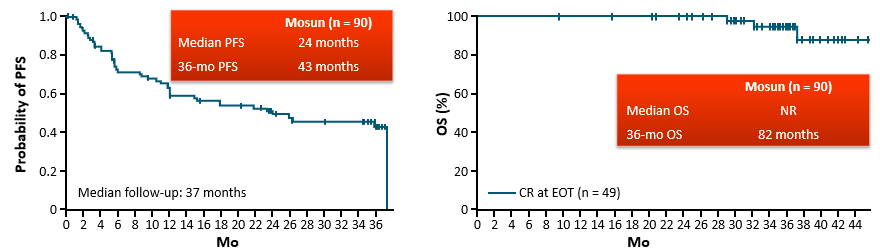 Probability of PFS
1.0
0.8
0.6
0.4
0.2
0
Mosun (n = 90)
Median PFS 24 months
36-mo PFS 43 months
Median follow-up: 37 months
0 2 4 6 8 10 12 14 16 18 20 22 24 26 28 30 32 34 36
Mo
OS (%)
100
80
60
40
20
0
Mosun (n = 90)
Median OS NR
36-mo OS 82 months
CR at EOT (n = 49)
0 2 4 6 8 10 12 14 16 18 20 22 24 26 28 30 32 34 36 38 40 42 44
Mo